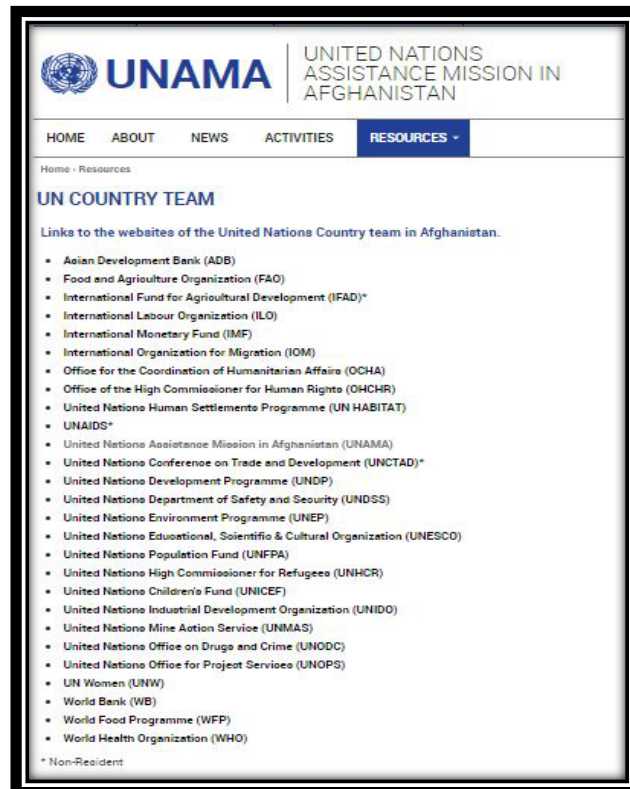 UNAMA
UNITED NATIONS
ASSISTANCE MISSION IN
AFGHANISTAN
HOME ABOUT NEWS ACTIVITIES RESOURCES
Home › Resources
UN COUNTRY TEAM
Links to the websites of the United Nations Country team in Afghanistan.
• Asian Development Bank (ADB)
• Food and Agriculture Organization (FAO)
• International Fund for Agricultural Development (IFAD)*
• International Labour Organization (ILO)
• International Monetary Fund (IMF)
• International Organization for Migration (IOM)
• Office for the Coordination of Humanitarian Affairs (OCHA)
• Office of the High Commissioner for Human Rights (OHCHR)
• United Nations Human Settlements Programme (UN HABITAT)
• UNAIDS*
• United Nations Assistance Mission in Afghanistan (UNAMA)
• United Nations Conference on Trade and Development (UNCTAD)*
• United Nations Development Programme (UNDP)
• United Nations Department of Safety and Security (UNDSS)
• United Nations Environment Programme (UNEP)
• United Nations Educational, Scientific & Cultural Organization (UNESCO)
• United Nations Population Fund (UNFPA)
• United Nations High Commissioner for Refugees (UNHCR)
• United Nations Children's Fund (UNICEF)
• United Nations Industrial Development Organization (UNIDO)
• United Nations Mine Action Service (UNMAS)
• United Nations Office on Drugs and Crime (UNODC)
• United Nations Office for Project Services (UNOPS)
• UN Women (UNW)
• World Bank (WB)
• World Food Programme (WFP)
• World Health Organization (WHO)
* Non-Resident